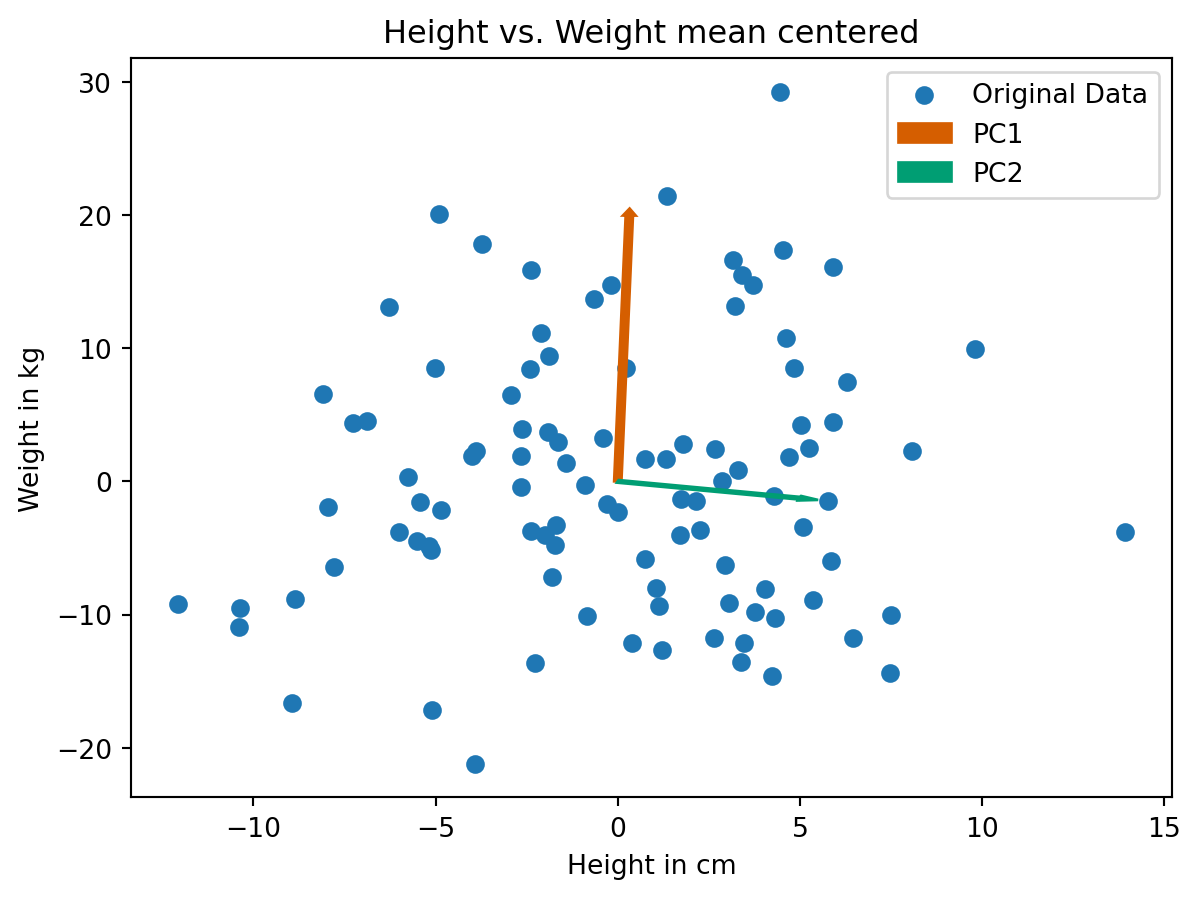 Height vs. Weight mean centered
Original Data
PC1
PC2
30
20
10
0
−10
−20
Weight in kg
−10
−5
0
5
10
15
Height in cm